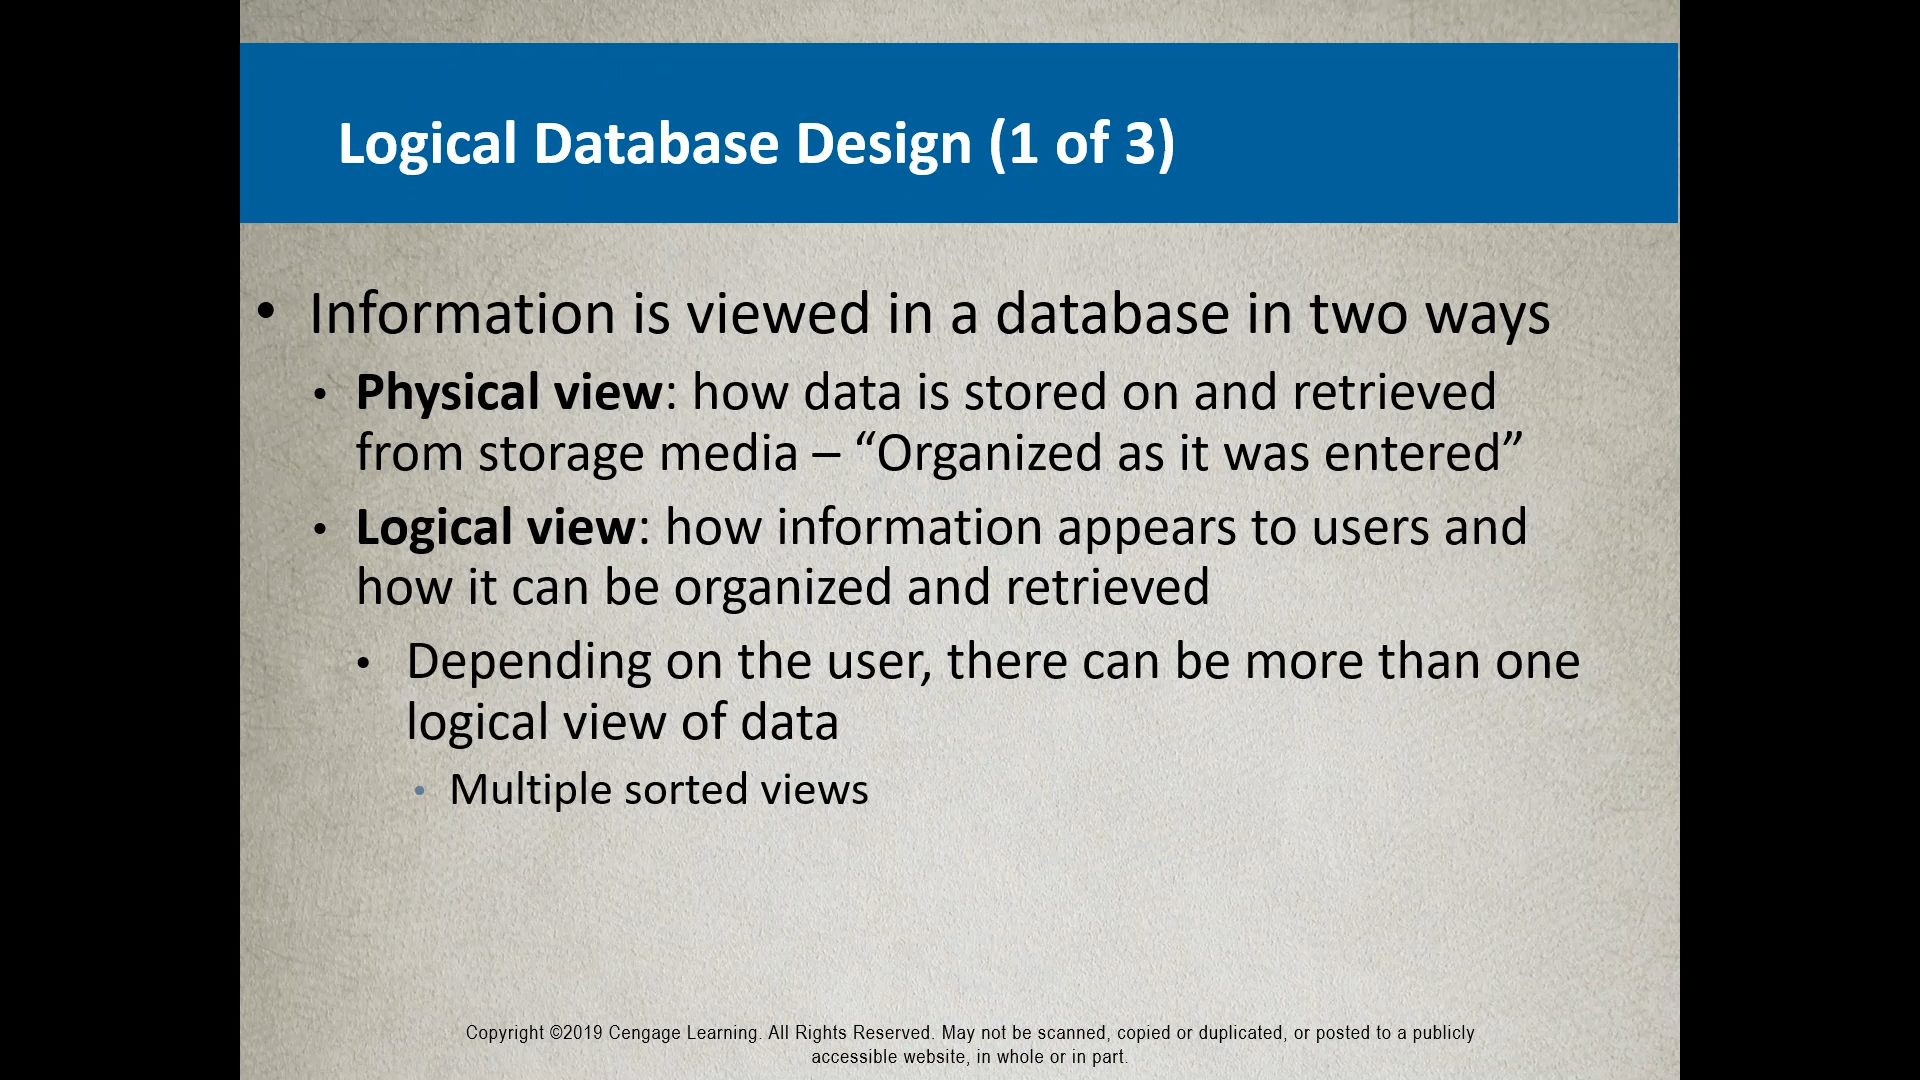 Logical Database Design (1 of 3)
• Information is viewed in a database in two ways
• Physical view: how data is stored on and retrieved
from storage media – “Organized as it was entered”
• Logical view: how information appears to users and
how it can be organized and retrieved
• Depending on the user, there can be more than one
logical view of data
• Multiple sorted views
Copyright ©2019 Cengage Learning. All Rights Reserved. May not be scanned, copied or duplicated, or posted to a publicly
accessible website, in whole or in part.